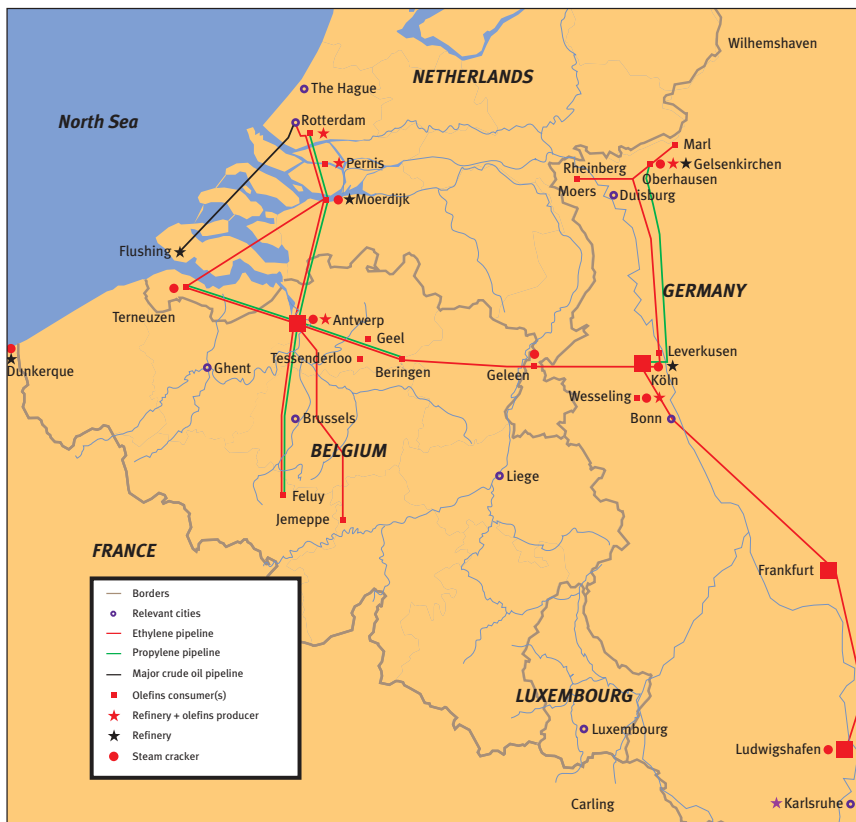 Wilhemshaven
NETHERLANDS
The Hague
North Sea
Rotterdam
Marl
Pernis
Rheinberg
Gelsenkirchen
Oberhausen
Moers
Duisburg
Moerdijk
Flushing
GERMANY
Terneuzen
Antwerp
Geel
Leverkusen
Tessenderloo
Ghent
Beringen
Geleen
Köln
Dunkerque
Wesseling
Brussels
Bonn
BELGIUM
Liege
Feluy
Jemeppe
FRANCE
Frankfurt
Borders
Relevant cities
Ethylene pipeline
Propylene pipeline
Major crude oil pipeline
Olefins consumer(s)
Refinery + olefins producer
Refinery
Steam cracker
LUXEMBOURG
Luxembourg
Ludwigshafen
Carling
Karlsruhe